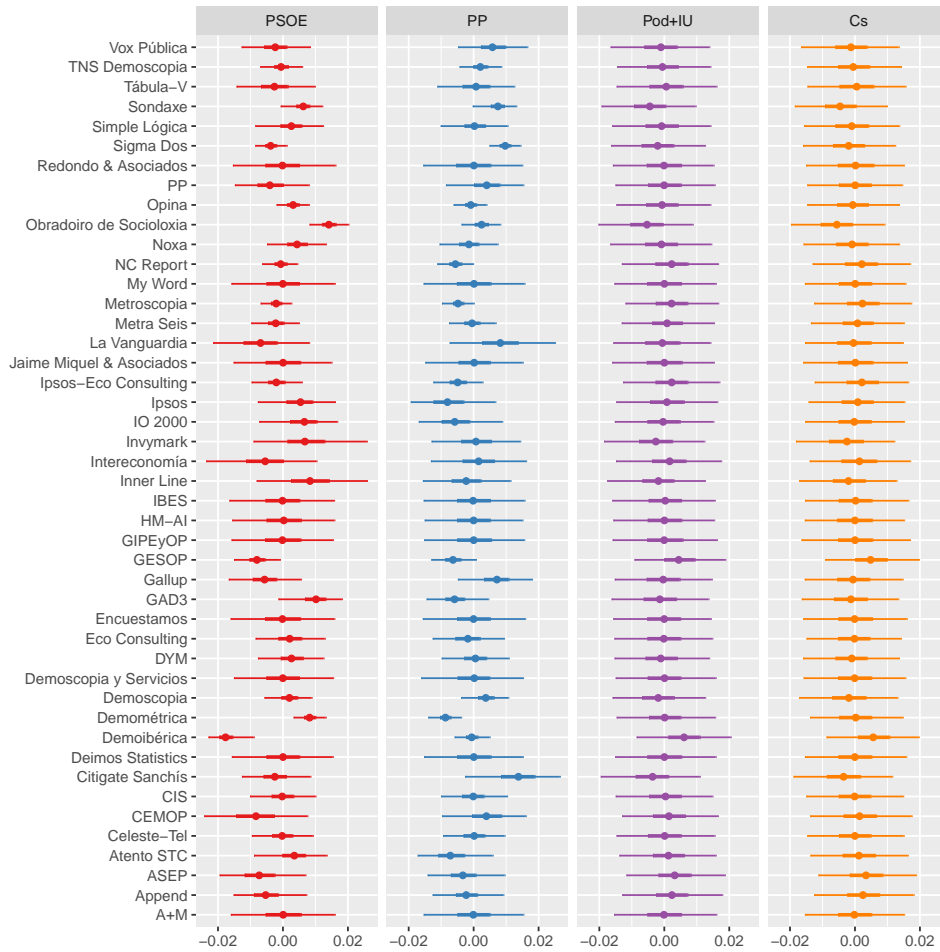 PSOE PP Pod+IU Cs
Vox Pública
TNS Demoscopia
Tábula−V
Sondaxe
Simple Lógica
Sigma Dos
Redondo & Asociados
PP
Opina
Obradoiro de Socioloxia
Noxa
NC Report
My Word
Metroscopia
Metra Seis
La Vanguardia
Jaime Miquel & Asociados
Ipsos−Eco Consulting
Ipsos
IO 2000
Invymark
Intereconomía
Inner Line
IBES
HM−AI
GIPEyOP
GESOP
Gallup
GAD3
Encuestamos
Eco Consulting
DYM
Demoscopia y Servicios
Demoscopia
Demométrica
Demoibérica
Deimos Statistics
Citigate Sanchís
CIS
CEMOP
Celeste−Tel
Atento STC
ASEP
Append
A+M
−0.02 0.00 0.02 −0.02 0.00 0.02 −0.02 0.00 0.02 −0.02 0.00 0.02